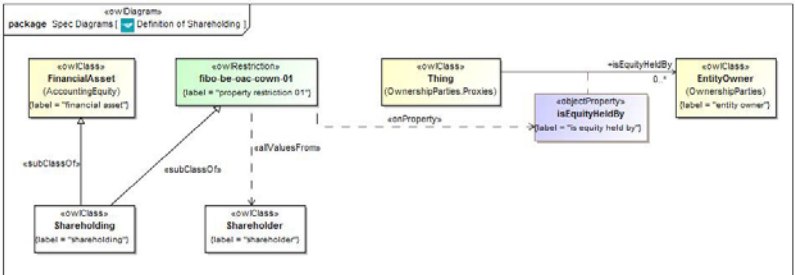 «owlDiagram»
package Spec Diagrams [ Definition of Shareholding ]
«owlClass»
FinancialAsset
(AccountingEquity)
{label = "financial asset"}
«owlRestriction»
fibo-be-oac-cown-01
{label = "property restriction 01"}
«owlClass»
Thing
(OwnershipParties.Proxies)
+isEquityHeldBy
0..*
«owlClass»
EntityOwner
(OwnershipParties)
{label = "entity owner"}
«objectProperty»
isEquityHeldBy
{label = "is equity held by"}
«onProperty»
«allValuesFrom»
«subClassOf»
«subClassOf»
«owlClass»
Shareholding
{label = "shareholding"}
«owlClass»
Shareholder
{label = "shareholder"}